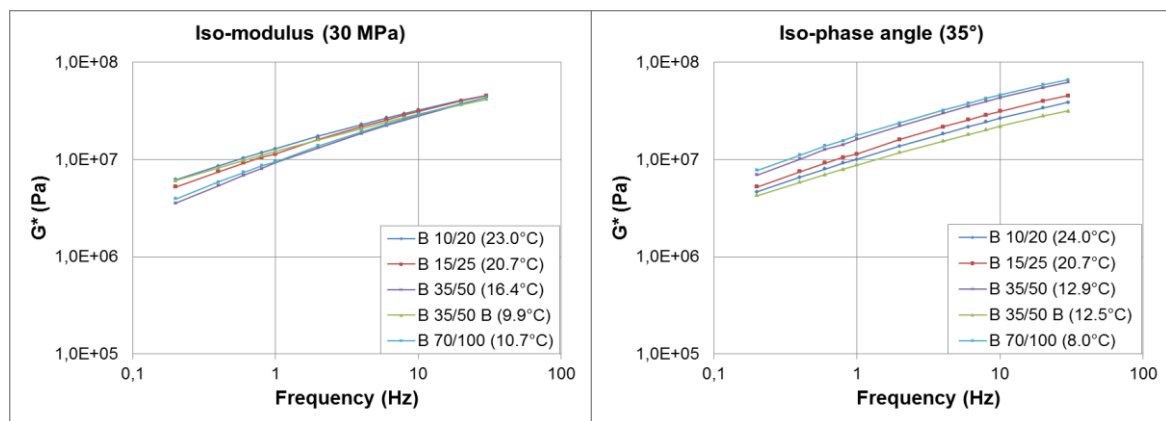 Iso-modulus (30 MPa)
1,0E+08
1,0E+07
1,0E+06
1,0E+05
G* (Pa)
0,1
1
10
100
Frequency (Hz)
B 10/20 (23.0°C)
B 15/25 (20.7°C)
B 35/50 (16.4°C)
B 35/50 B (9.9°C)
B 70/100 (10.7°C)
Iso-phase angle (35°)
1,0E+08
1,0E+07
1,0E+06
1,0E+05
G* (Pa)
0,1
1
10
100
Frequency (Hz)
B 10/20 (24.0°C)
B 15/25 (20.7°C)
B 35/50 (12.9°C)
B 35/50 B (12.5°C)
B 70/100 (8.0°C)